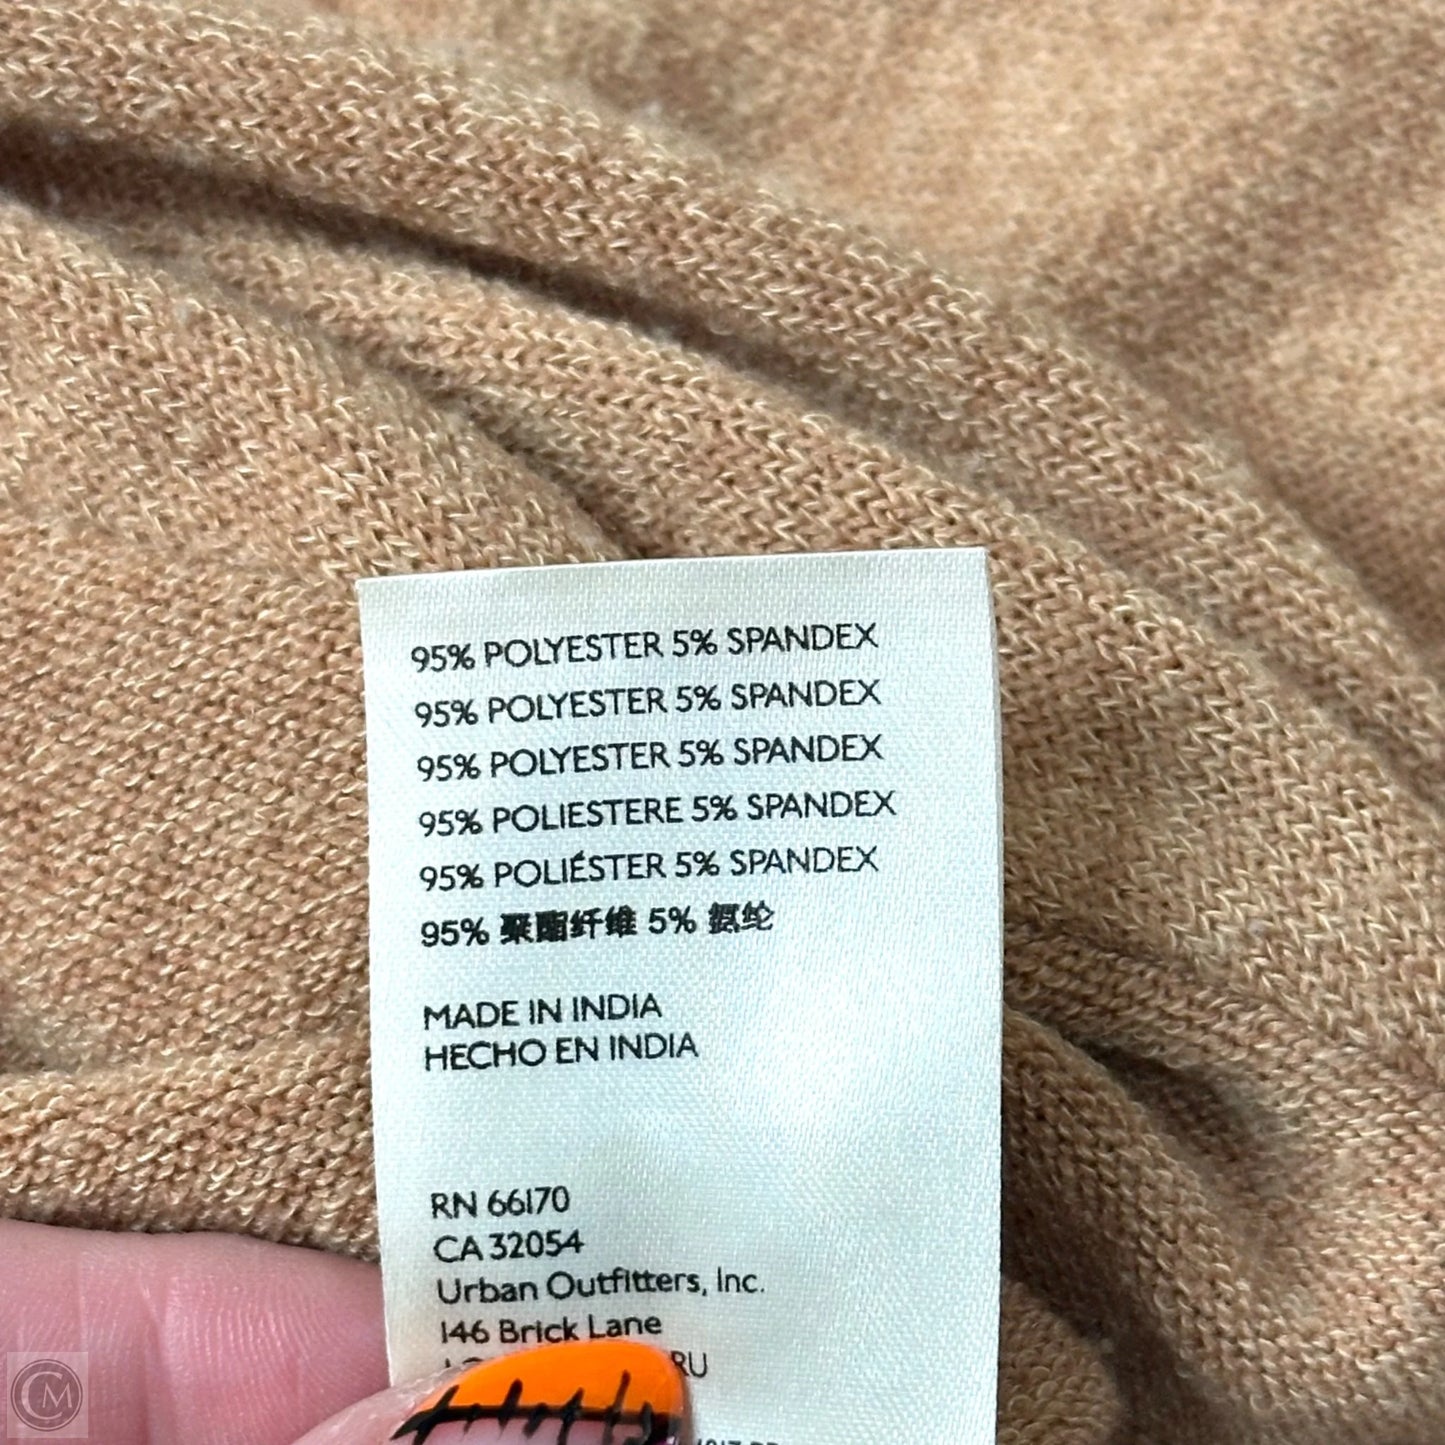 95% POLYESTER 5% SPANDEX
95% POLYESTER 5% SPANDEX
95% POLYESTER 5% SPANDEX
95% POLIESTERE 5% SPANDEX
95% POLIÉSTER 5% SPANDEX
95% 聚酯纤维 5% 氨纶
MADE IN INDIA
HECHO EN INDIA
RN 66170
CA 32054
Urban Outfitters, Inc.
146 Brick Lane
RU
CM